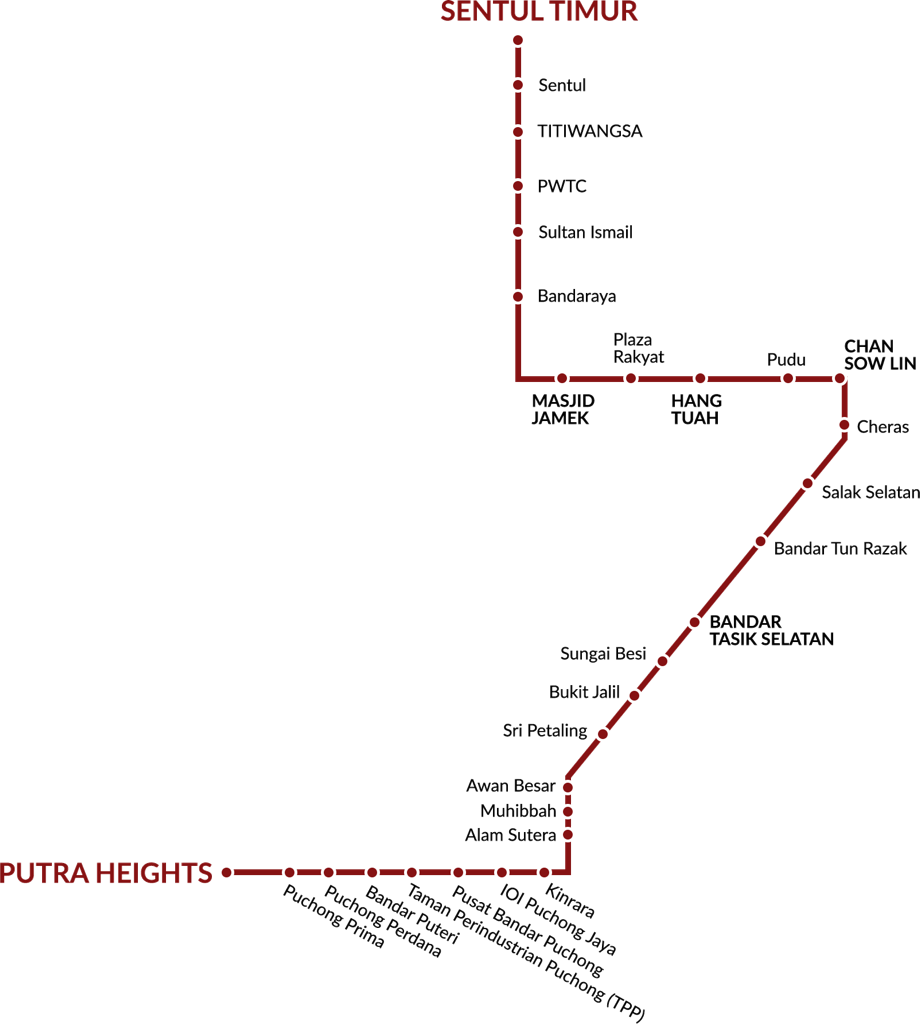 SENTUL TIMUR
Sentul
TITIWANGSA
PWTC
Sultan Ismail
Bandaraya
Plaza
Rakyat
Pudu
CHAN
SOW LIN
MASJID
JAMEK
HANG
TUAH
Cheras
Salak Selatan
Bandar Tun Razak
BANDAR
TASIK SELATAN
Sungai Besi
Bukit Jalil
Sri Petaling
Awan Besar
Muhibbah
Alam Sutera
PUTRA HEIGHTS
Puchong Prima
Puchong Perdana
Bandar Puteri
Taman Perindustrian Puchong (TPP)
Pusat Bandar Puchong
IOI Puchong Jaya
Kinrara